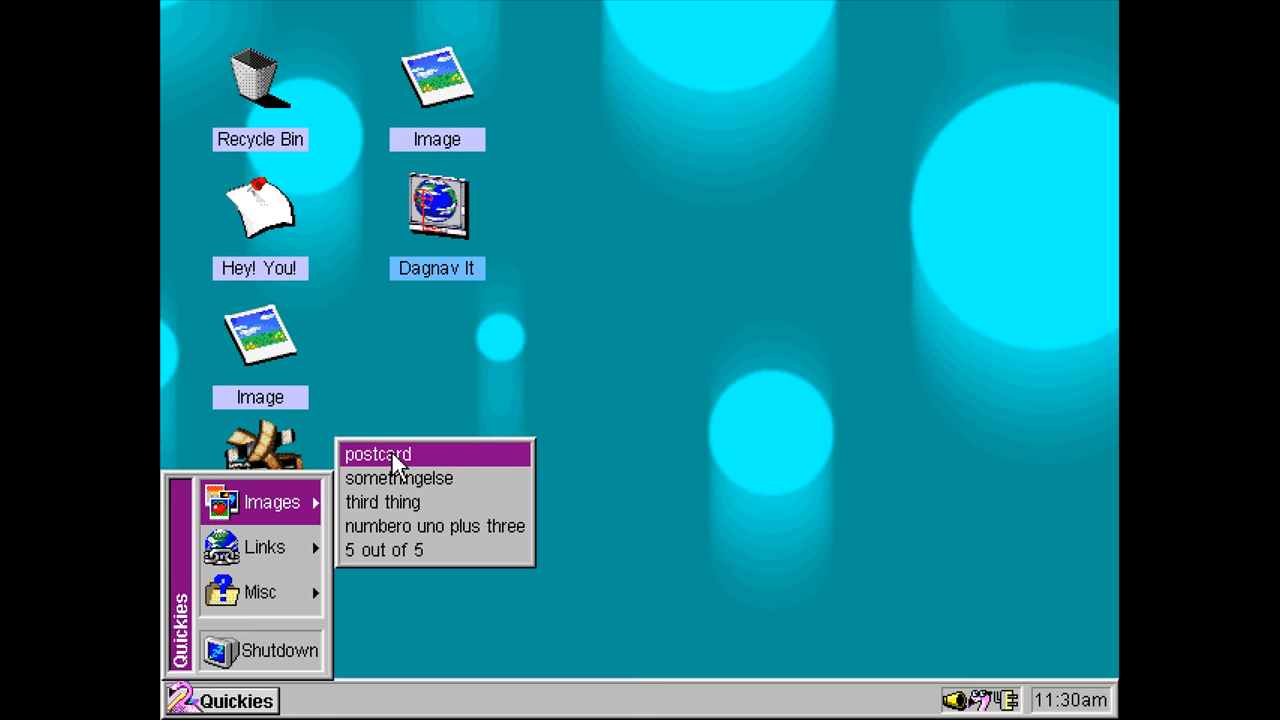 Recycle Bin
Image
Hey! You!
Dagnav It
Image
postcard
somethingelse
third thing
numbero uno plus three
5 out of 5
Images
Links
Misc
Shutdown
Quickies
Quickies
11:30am